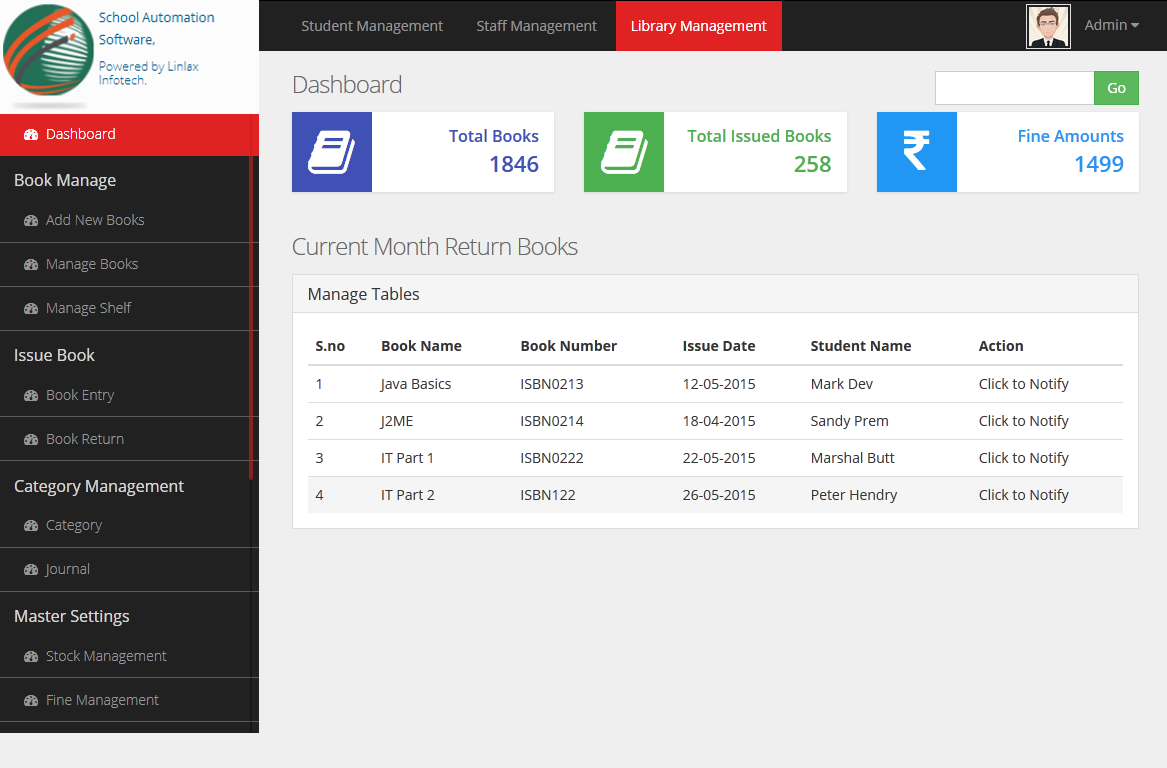 School Automation
Software,
Powered by Linlax
Infotech.
Student Management Staff Management Library Management Admin
Dashboard
Book Manage
Add New Books
Manage Books
Manage Shelf
Issue Book
Book Entry
Book Return
Category Management
Category
Journal
Master Settings
Stock Management
Fine Management
Dashboard
Go
Total Books
1846
Total Issued Books
258
₹
Fine Amounts
1499
Current Month Return Books
Manage Tables
S.no Book Name Book Number Issue Date Student Name Action
1 Java Basics ISBN0213 12-05-2015 Mark Dev Click to Notify
2 J2ME ISBN0214 18-04-2015 Sandy Prem Click to Notify
3 IT Part 1 ISBN0222 22-05-2015 Marshal Butt Click to Notify
4 IT Part 2 ISBN122 26-05-2015 Peter Hendry Click to Notify